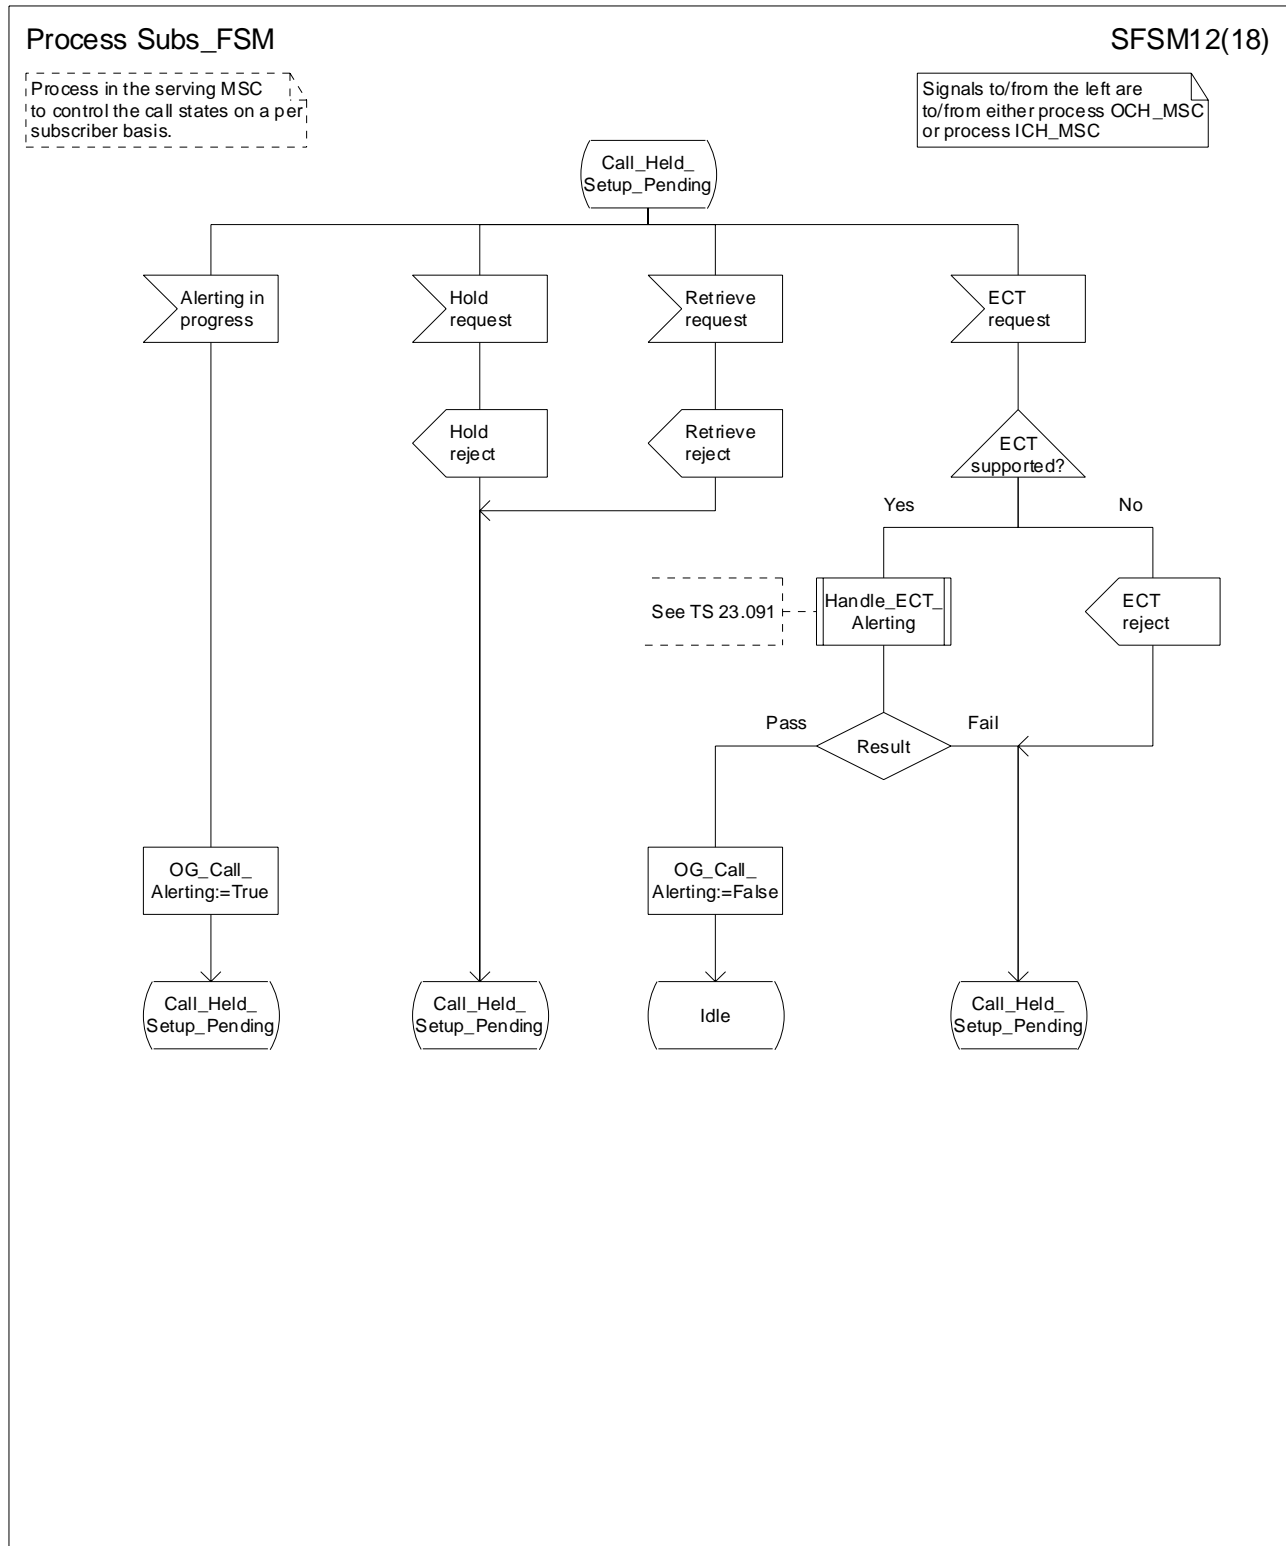 Process Subs_FSM
SFSM12(18)
Process in the serving MSC
to control the call states on a per
subscriber basis.
Signals to/from the left are
to/from either process OCH_MSC
or process ICH_MSC
Call_Held_
Setup_Pending
Alerting in
progress
Hold
request
Retrieve
request
ECT
request
Hold
reject
Retrieve
reject
ECT
supported?
Yes
No
See TS 23.091
Handle_ECT_
Alerting
ECT
reject
Pass
Fail
Result
OG_Call_
Alerting:=True
OG_Call_
Alerting:=False
Call_Held_
Setup_Pending
Call_Held_
Setup_Pending
Idle
Call_Held_
Setup_Pending